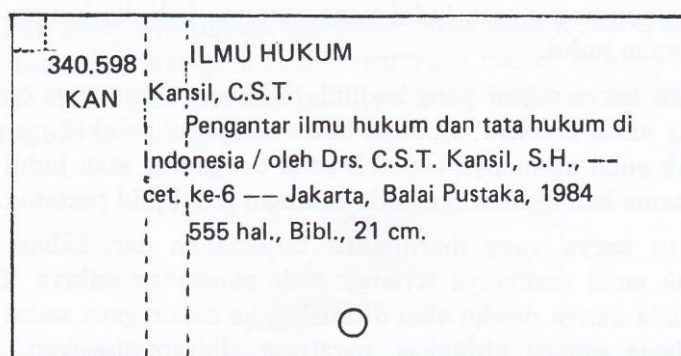 ILMU HUKUM
340.598
KAN
Kansil, C.S.T.
Pengantar ilmu hukum dan tata hukum di
Indonesia / oleh Drs. C.S.T. Kansil, S.H., --
cet. ke-6 -- Jakarta, Balai Pustaka, 1984
555 hal., Bibl., 21 cm.